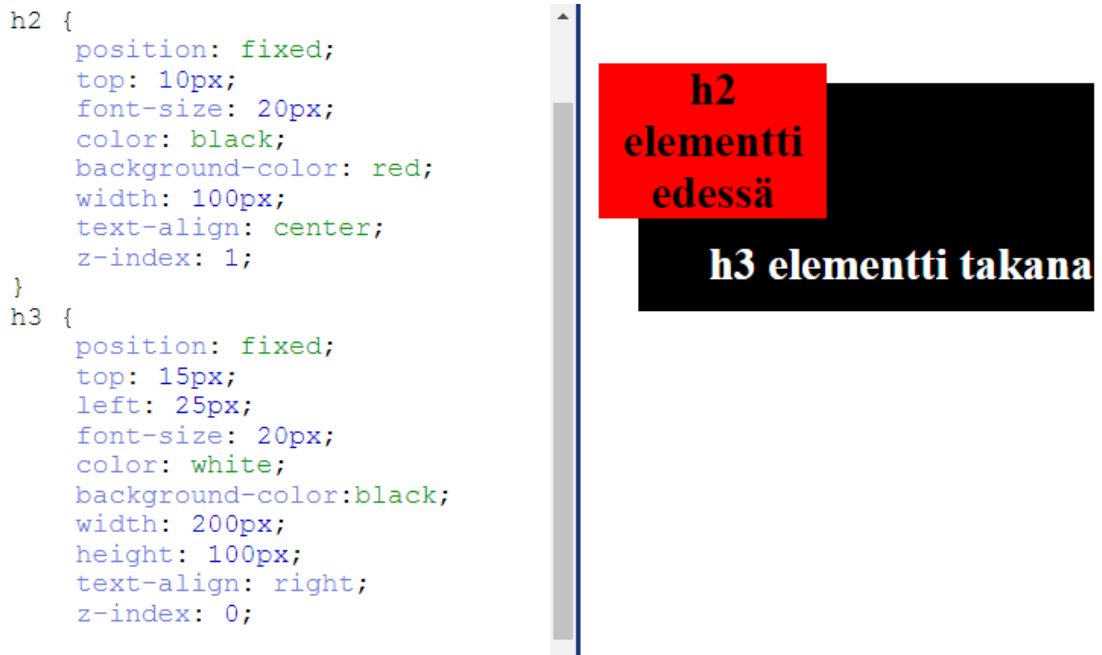 h2 {
position: fixed;
top: 10px;
font-size: 20px;
color: black;
background-color: red;
width: 100px;
text-align: center;
z-index: 1;
}
h3 {
position: fixed;
top: 15px;
left: 25px;
font-size: 20px;
color: white;
background-color:black;
width: 200px;
height: 100px;
text-align: right;
z-index: 0;
h2
elementti
edessä
h3 elementti takana